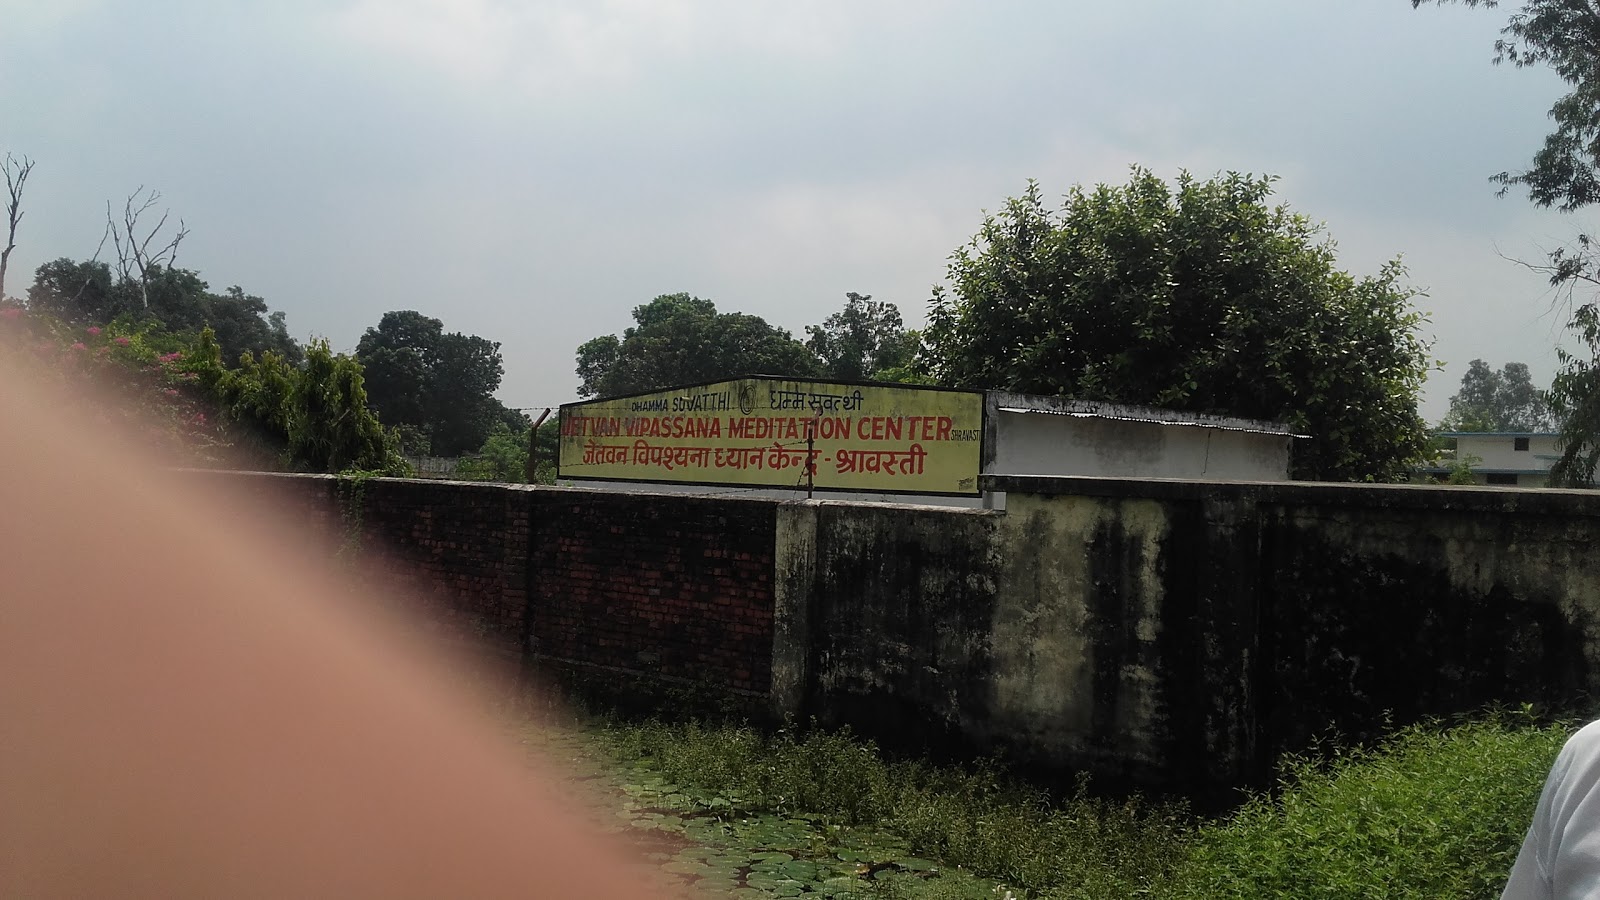 DHAMMA SUVATTHI धम्म सुवत्थी
JETVAN VIPASSANA MEDITATION CENTER SHRAVASTI
जेतवन विपश्यना ध्यान केन्द्र - श्रावस्ती